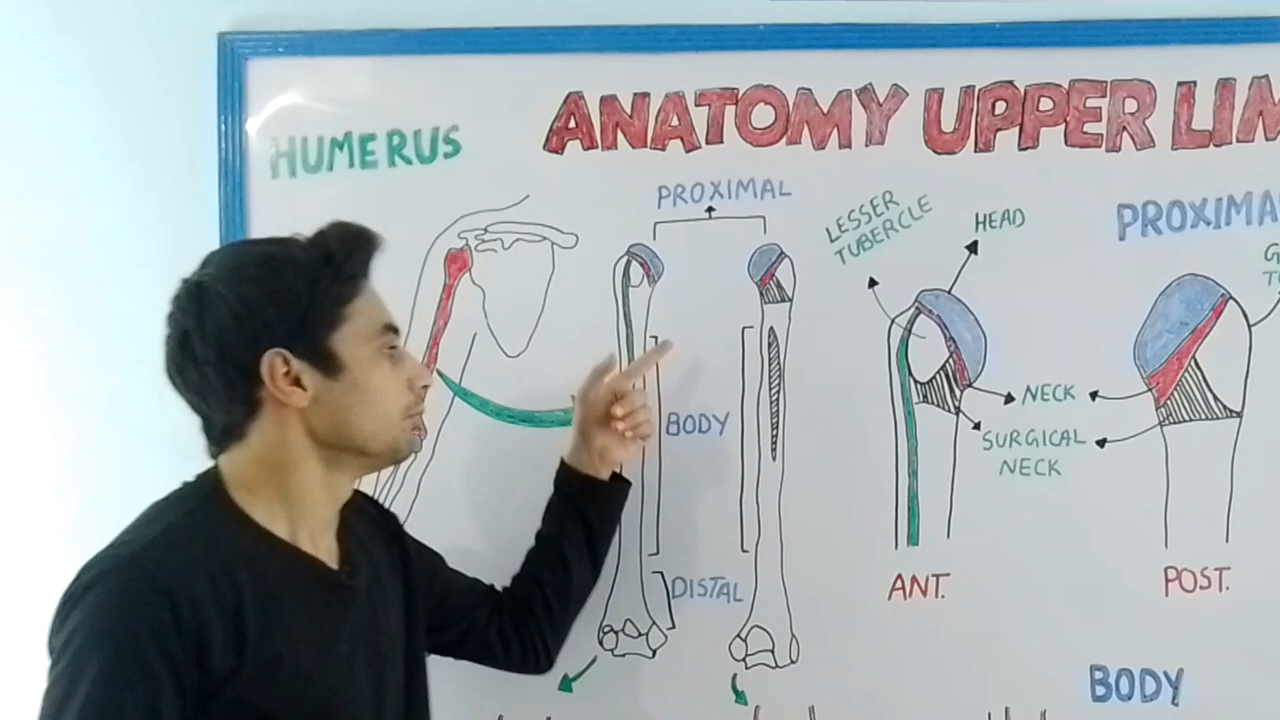 ANATOMY UPPER LIM
HUMERUS
PROXIMAL
LESSER
TUBERCLE
HEAD
PROXIMA
G
T
NECK
BODY
SURGICAL
NECK
DISTAL
ANT.
POST.
BODY